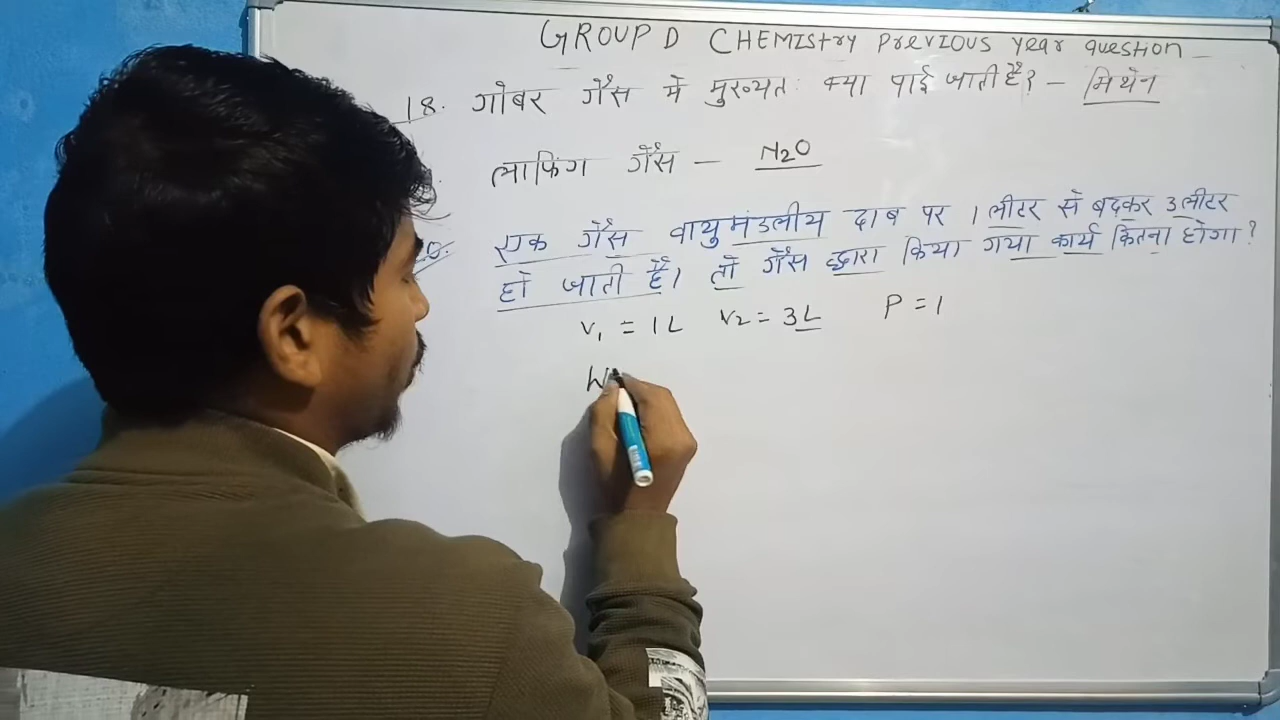 GROUP D CHEMISTRY PREVIOUS YEAR QUESTION
18. गोबर गैस मे मुख्यतः क्या पाई जाती है? - मिथेन
लाफिंग गैस - N₂O
एक गैस वायुमंडलीय दाब पर 1 लीटर से बढ़कर 3 लीटर
हो जाती है। तो गैस द्वारा किया गया कार्य कितना होगा?
V₁ = 1L V₂ = 3L P = 1
W